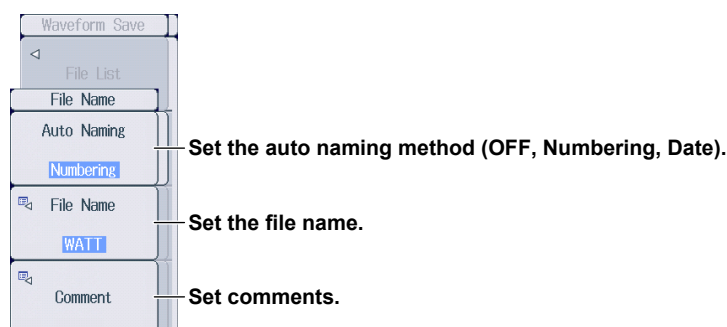 Waveform Save
File List
File Name
Auto Naming
Set the auto naming method (OFF, Numbering, Date).
Numbering
File Name
Set the file name.
WATT
Comment
Set comments.